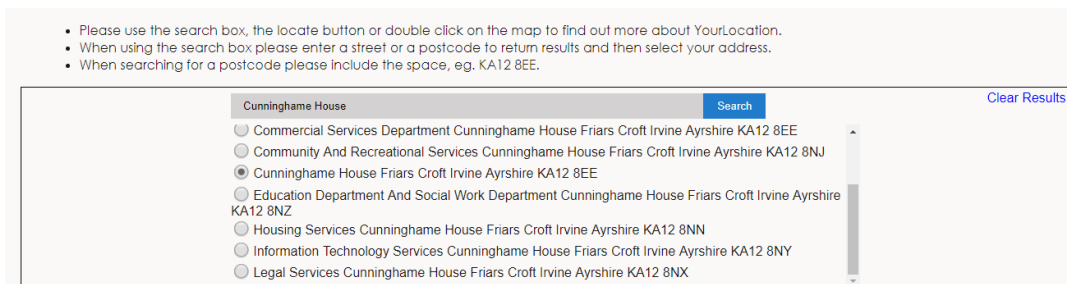 Please use the search box, the locate button or double click on the map to find out more about YourLocation.
When using the search box please enter a street or a postcode to return results and then select your address.
When searching for a postcode please include the space, eg. KA12 8EE.
Clear Results
Cunninghame House
Search
Commercial Services Department Cunninghame House Friars Croft Irvine Ayrshire KA12 8EE
Community And Recreational Services Cunninghame House Friars Croft Irvine Ayrshire KA12 8NJ
Cunninghame House Friars Croft Irvine Ayrshire KA12 8EE
Education Department And Social Work Department Cunninghame House Friars Croft Irvine Ayrshire
KA12 8NZ
Housing Services Cunninghame House Friars Croft Irvine Ayrshire KA12 8NN
Information Technology Services Cunninghame House Friars Croft Irvine Ayrshire KA12 8NY
Legal Services Cunninghame House Friars Croft Irvine Ayrshire KA12 8NX